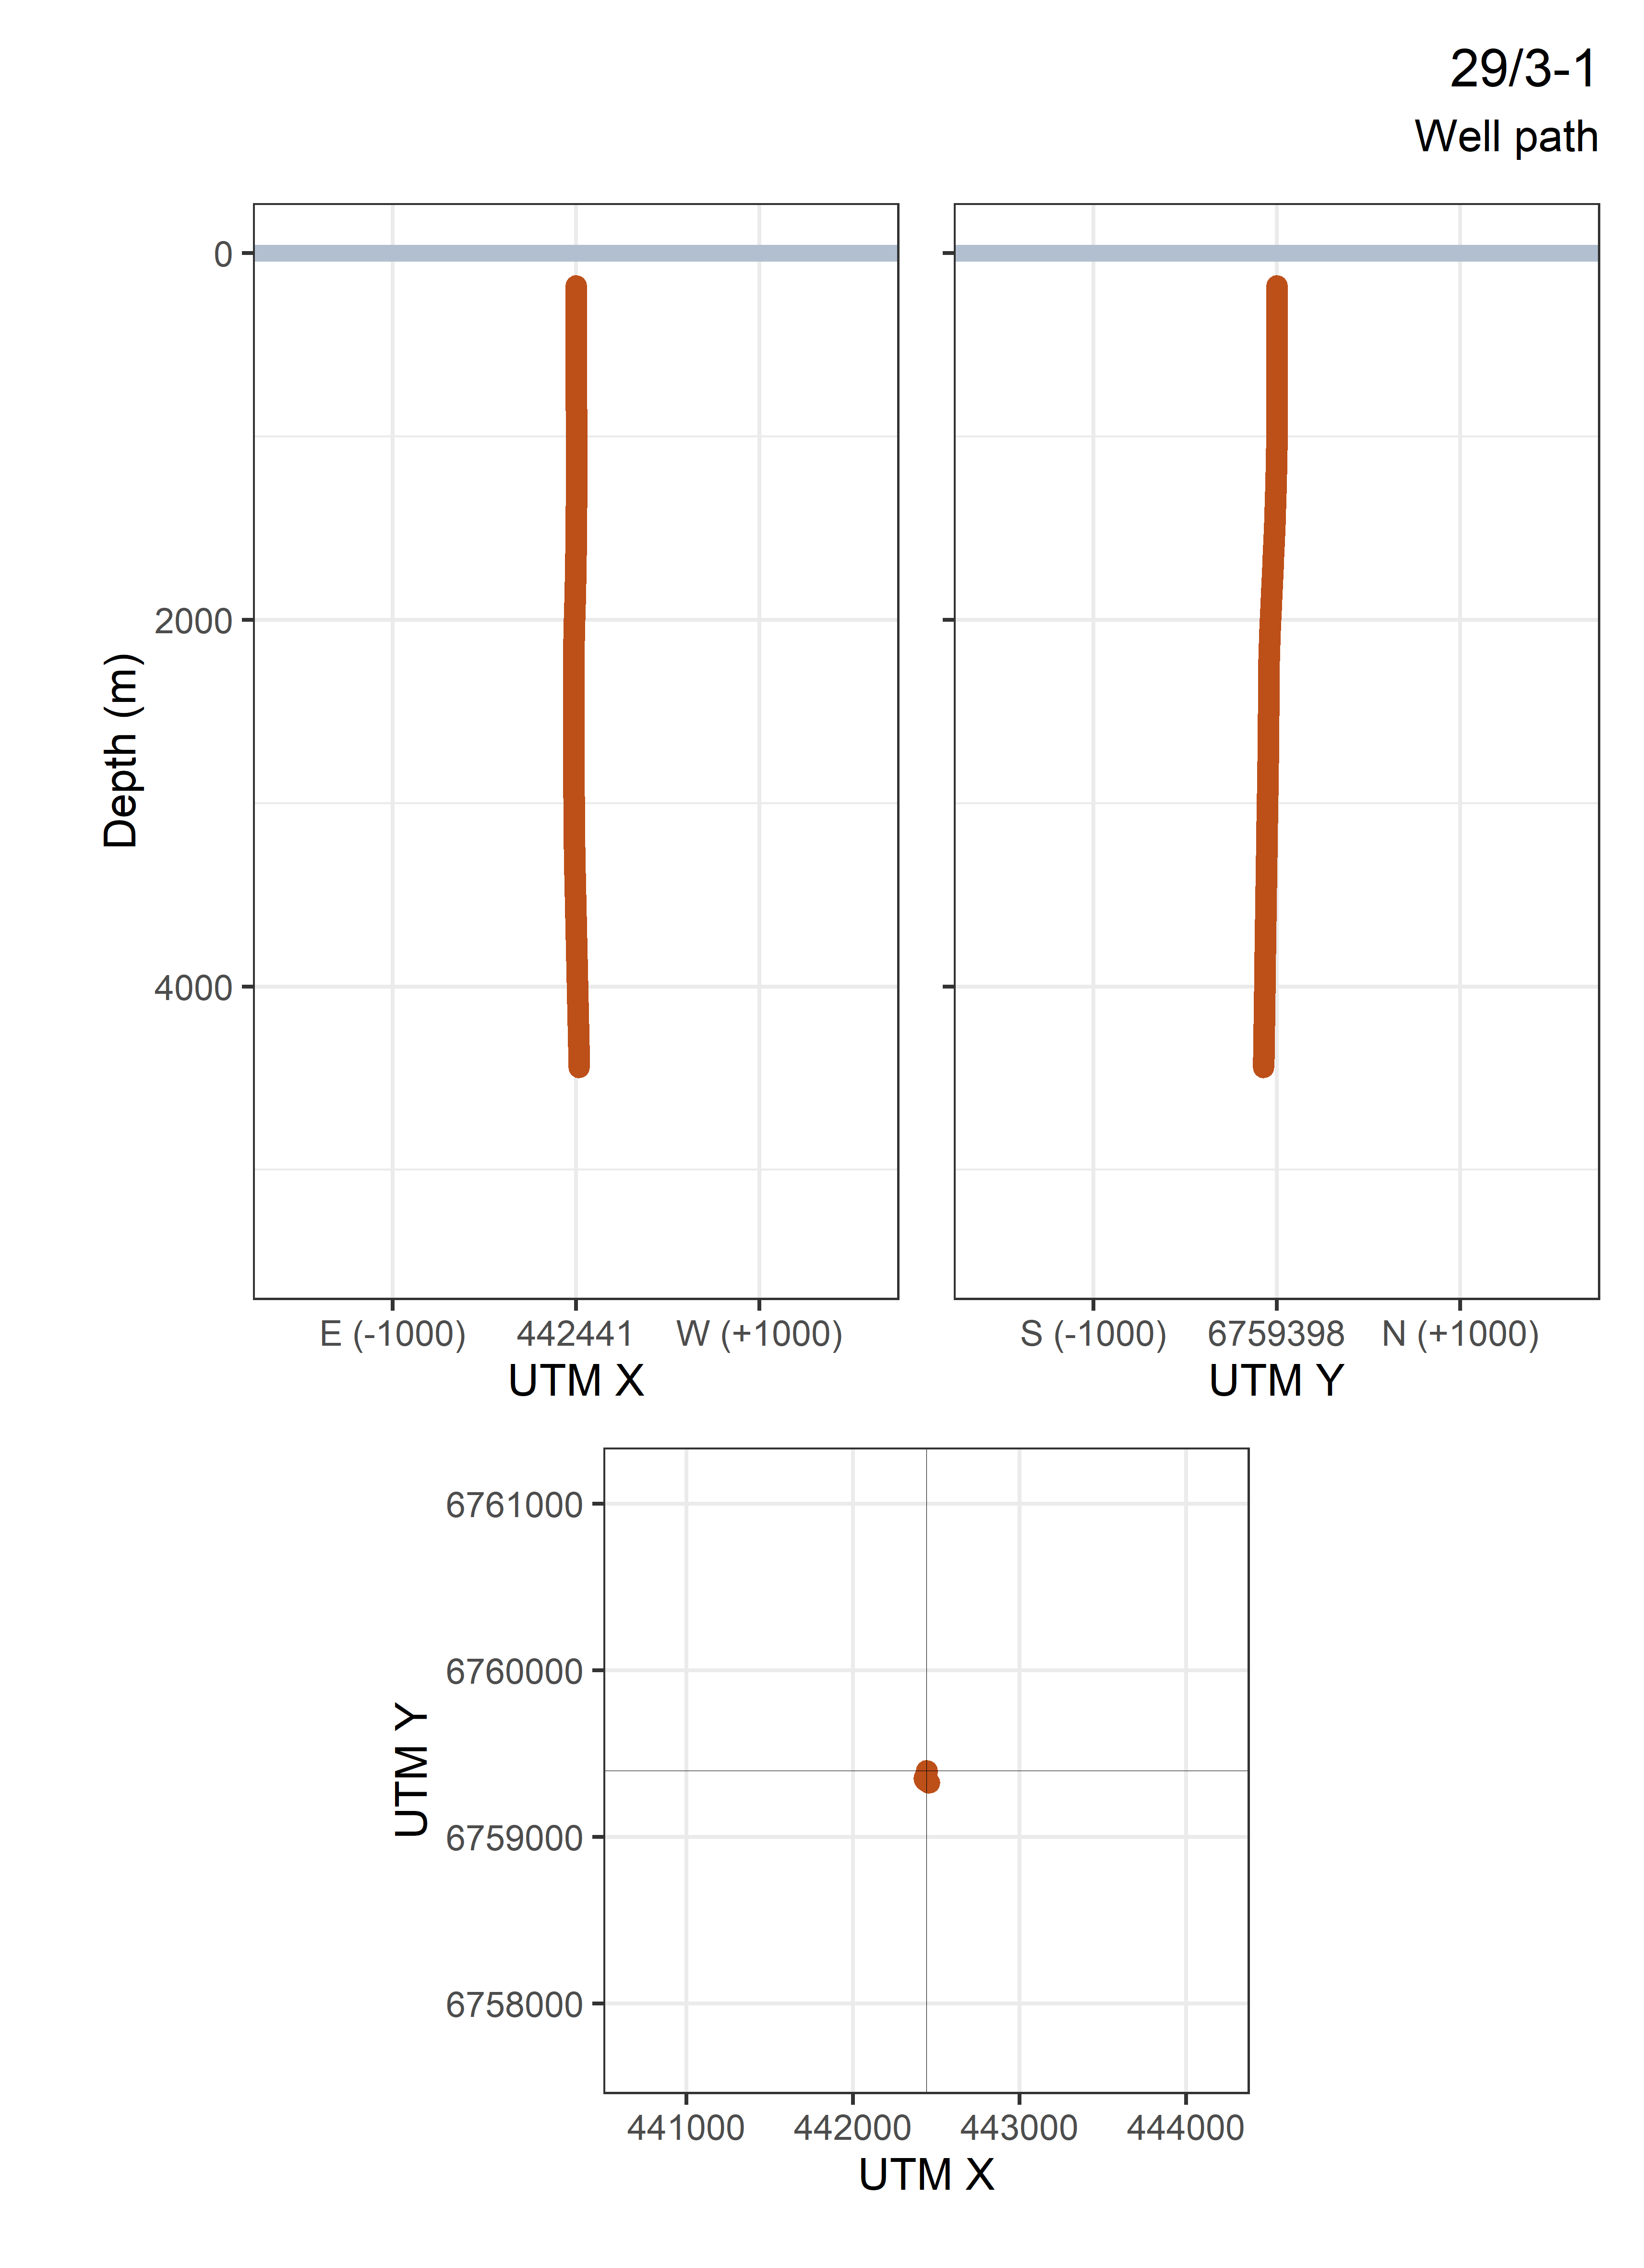 29/3-1
Well path
Depth (m)
0
2000
4000
E (-1000) 442441 W (+1000)
UTM X
S (-1000) 6759398 N (+1000)
UTM Y
UTM Y
6761000
6760000
6759000
6758000
441000 442000 443000 444000
UTM X